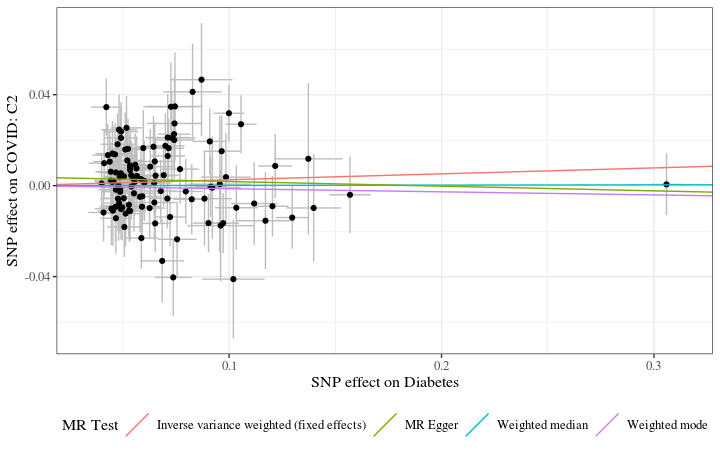 SNP effect on COVID: C2
0.04
0.00
-0.04
0.1
0.2
0.3
SNP effect on Diabetes
MR Test
Inverse variance weighted (fixed effects)
MR Egger
Weighted median
Weighted mode